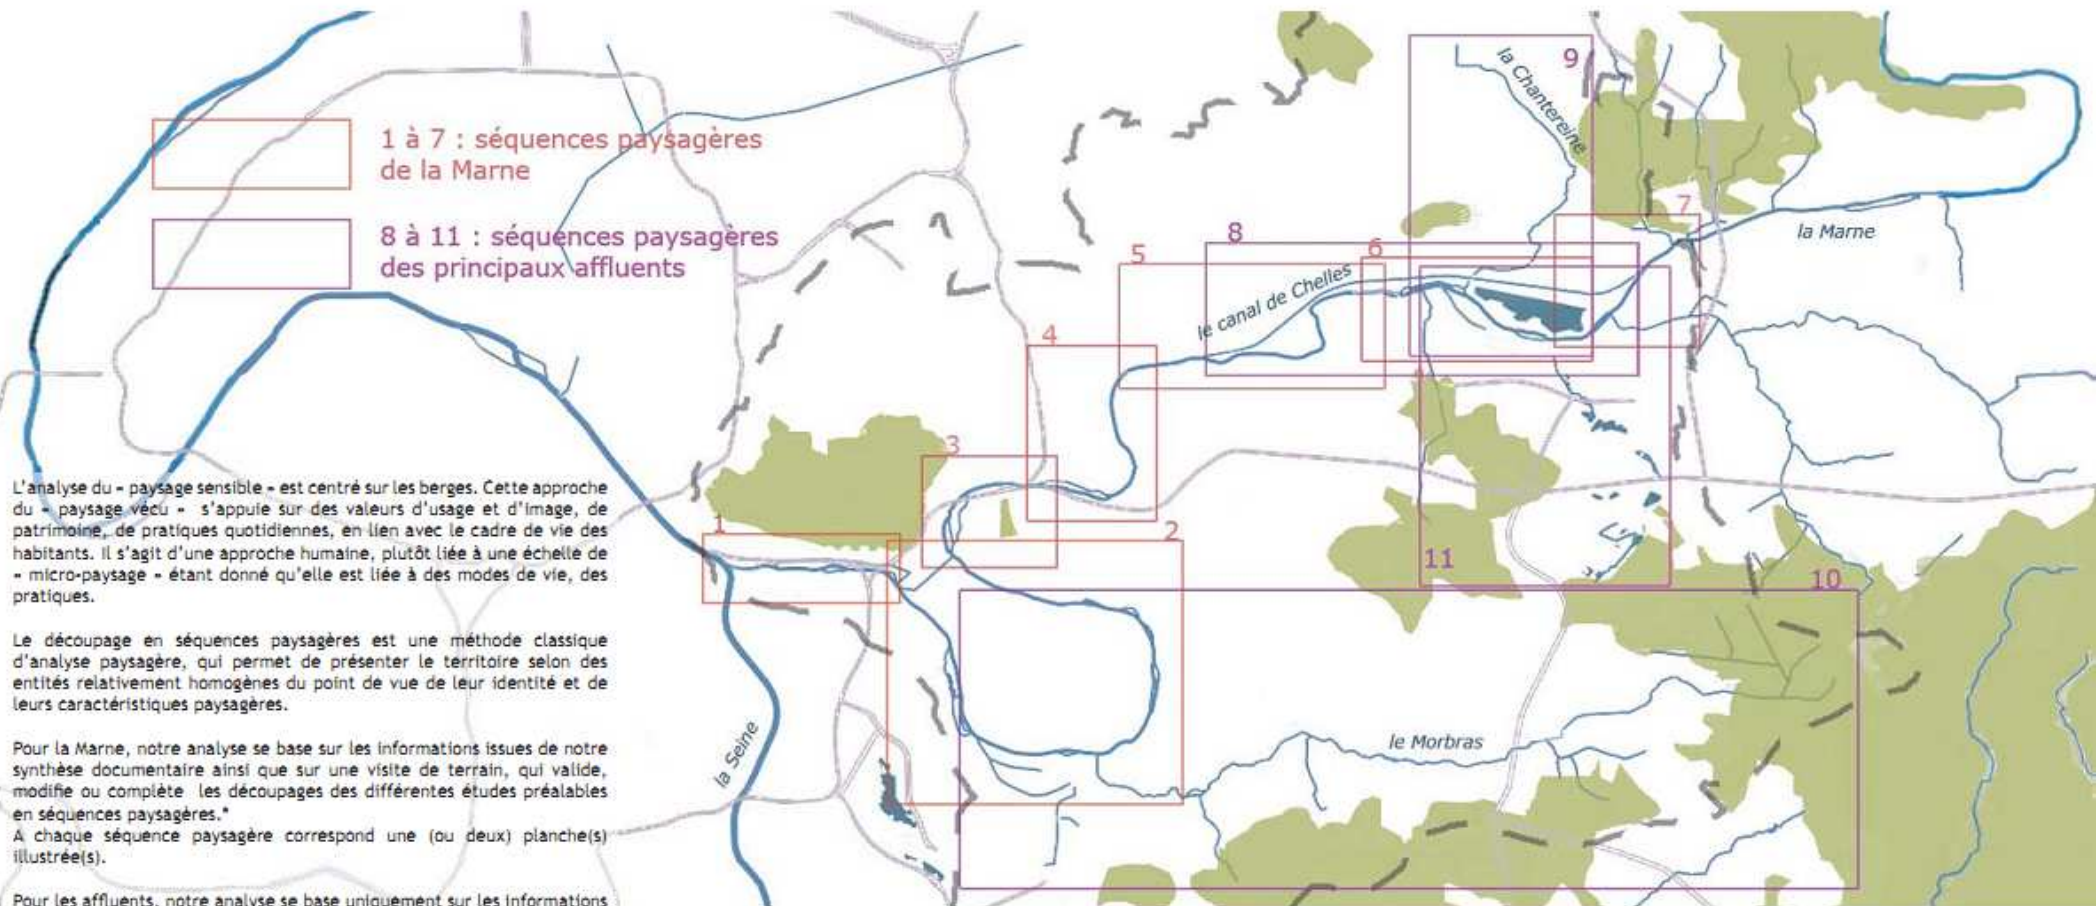 1 à 7 : séquences paysagères
de la Marne
8 à 11 : séquences paysagères
des principaux affluents
L'analyse du « paysage sensible » est centré sur les berges. Cette approche
du « paysage vécu » s'appuie sur des valeurs d'usage et d'image, de
patrimoine, de pratiques quotidiennes, en lien avec le cadre de vie des
habitants. Il s'agit d'une approche humaine, plutôt liée à une échelle de
« micro-paysage » étant donné qu'elle est liée à des modes de vie, des
pratiques.
Le découpage en séquences paysagères est une méthode classique
d'analyse paysagère, qui permet de présenter le territoire selon des
entités relativement homogènes du point de vue de leur identité et de
leurs caractéristiques paysagères.
Pour la Marne, notre analyse se base sur les informations issues de notre
synthèse documentaire ainsi que sur une visite de terrain, qui valide,
modifie ou complète les découpages des différentes études préalables
en séquences paysagères.*
A chaque séquence paysagère correspond une (ou deux) planche(s)
illustrée(s).
Pour les affluents, notre analyse se base uniquement sur les informations
1
2
3
4
5
6
7
8
9
10
11
la Chantereine
la Marne
le canal de Chelles
la Seine
le Morbras